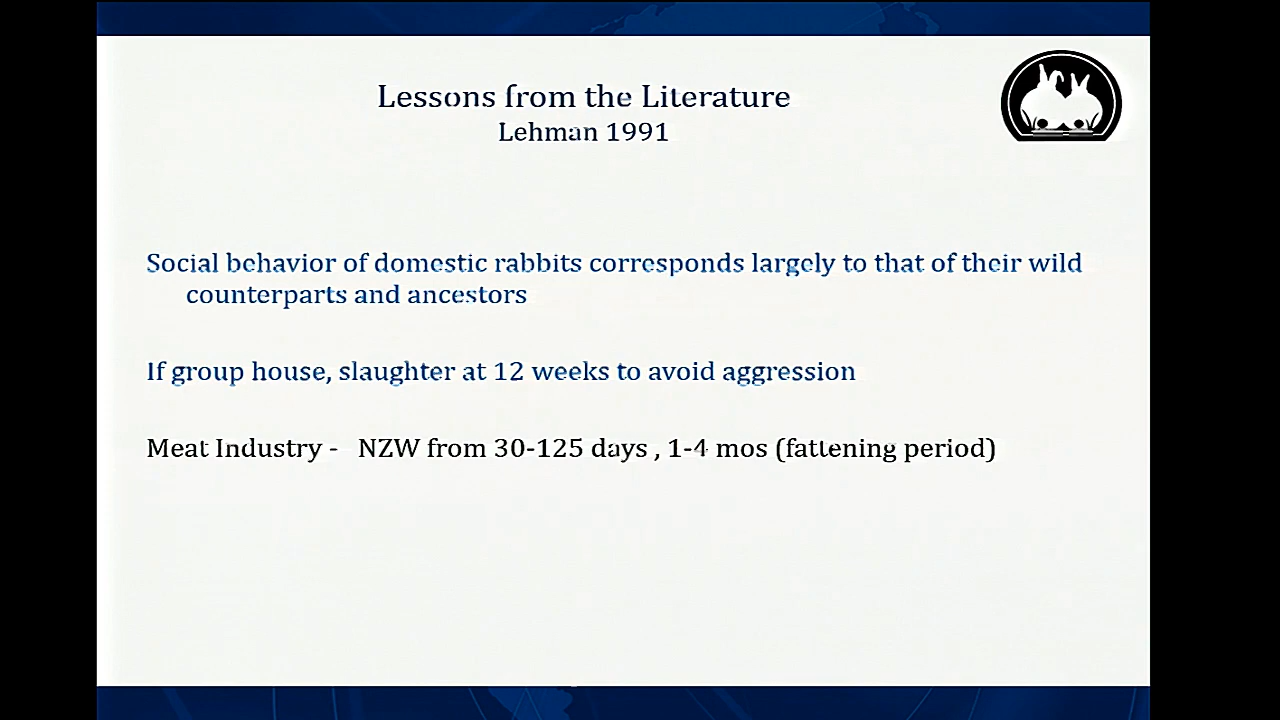 Lessons from the Literature
Lehman 1991
Social behavior of domestic rabbits corresponds largely to that of their wild
counterparts and ancestors
If group house, slaughter at 12 weeks to avoid aggression
Meat Industry - NZW from 30-125 days , 1-4 mos (fattening period)